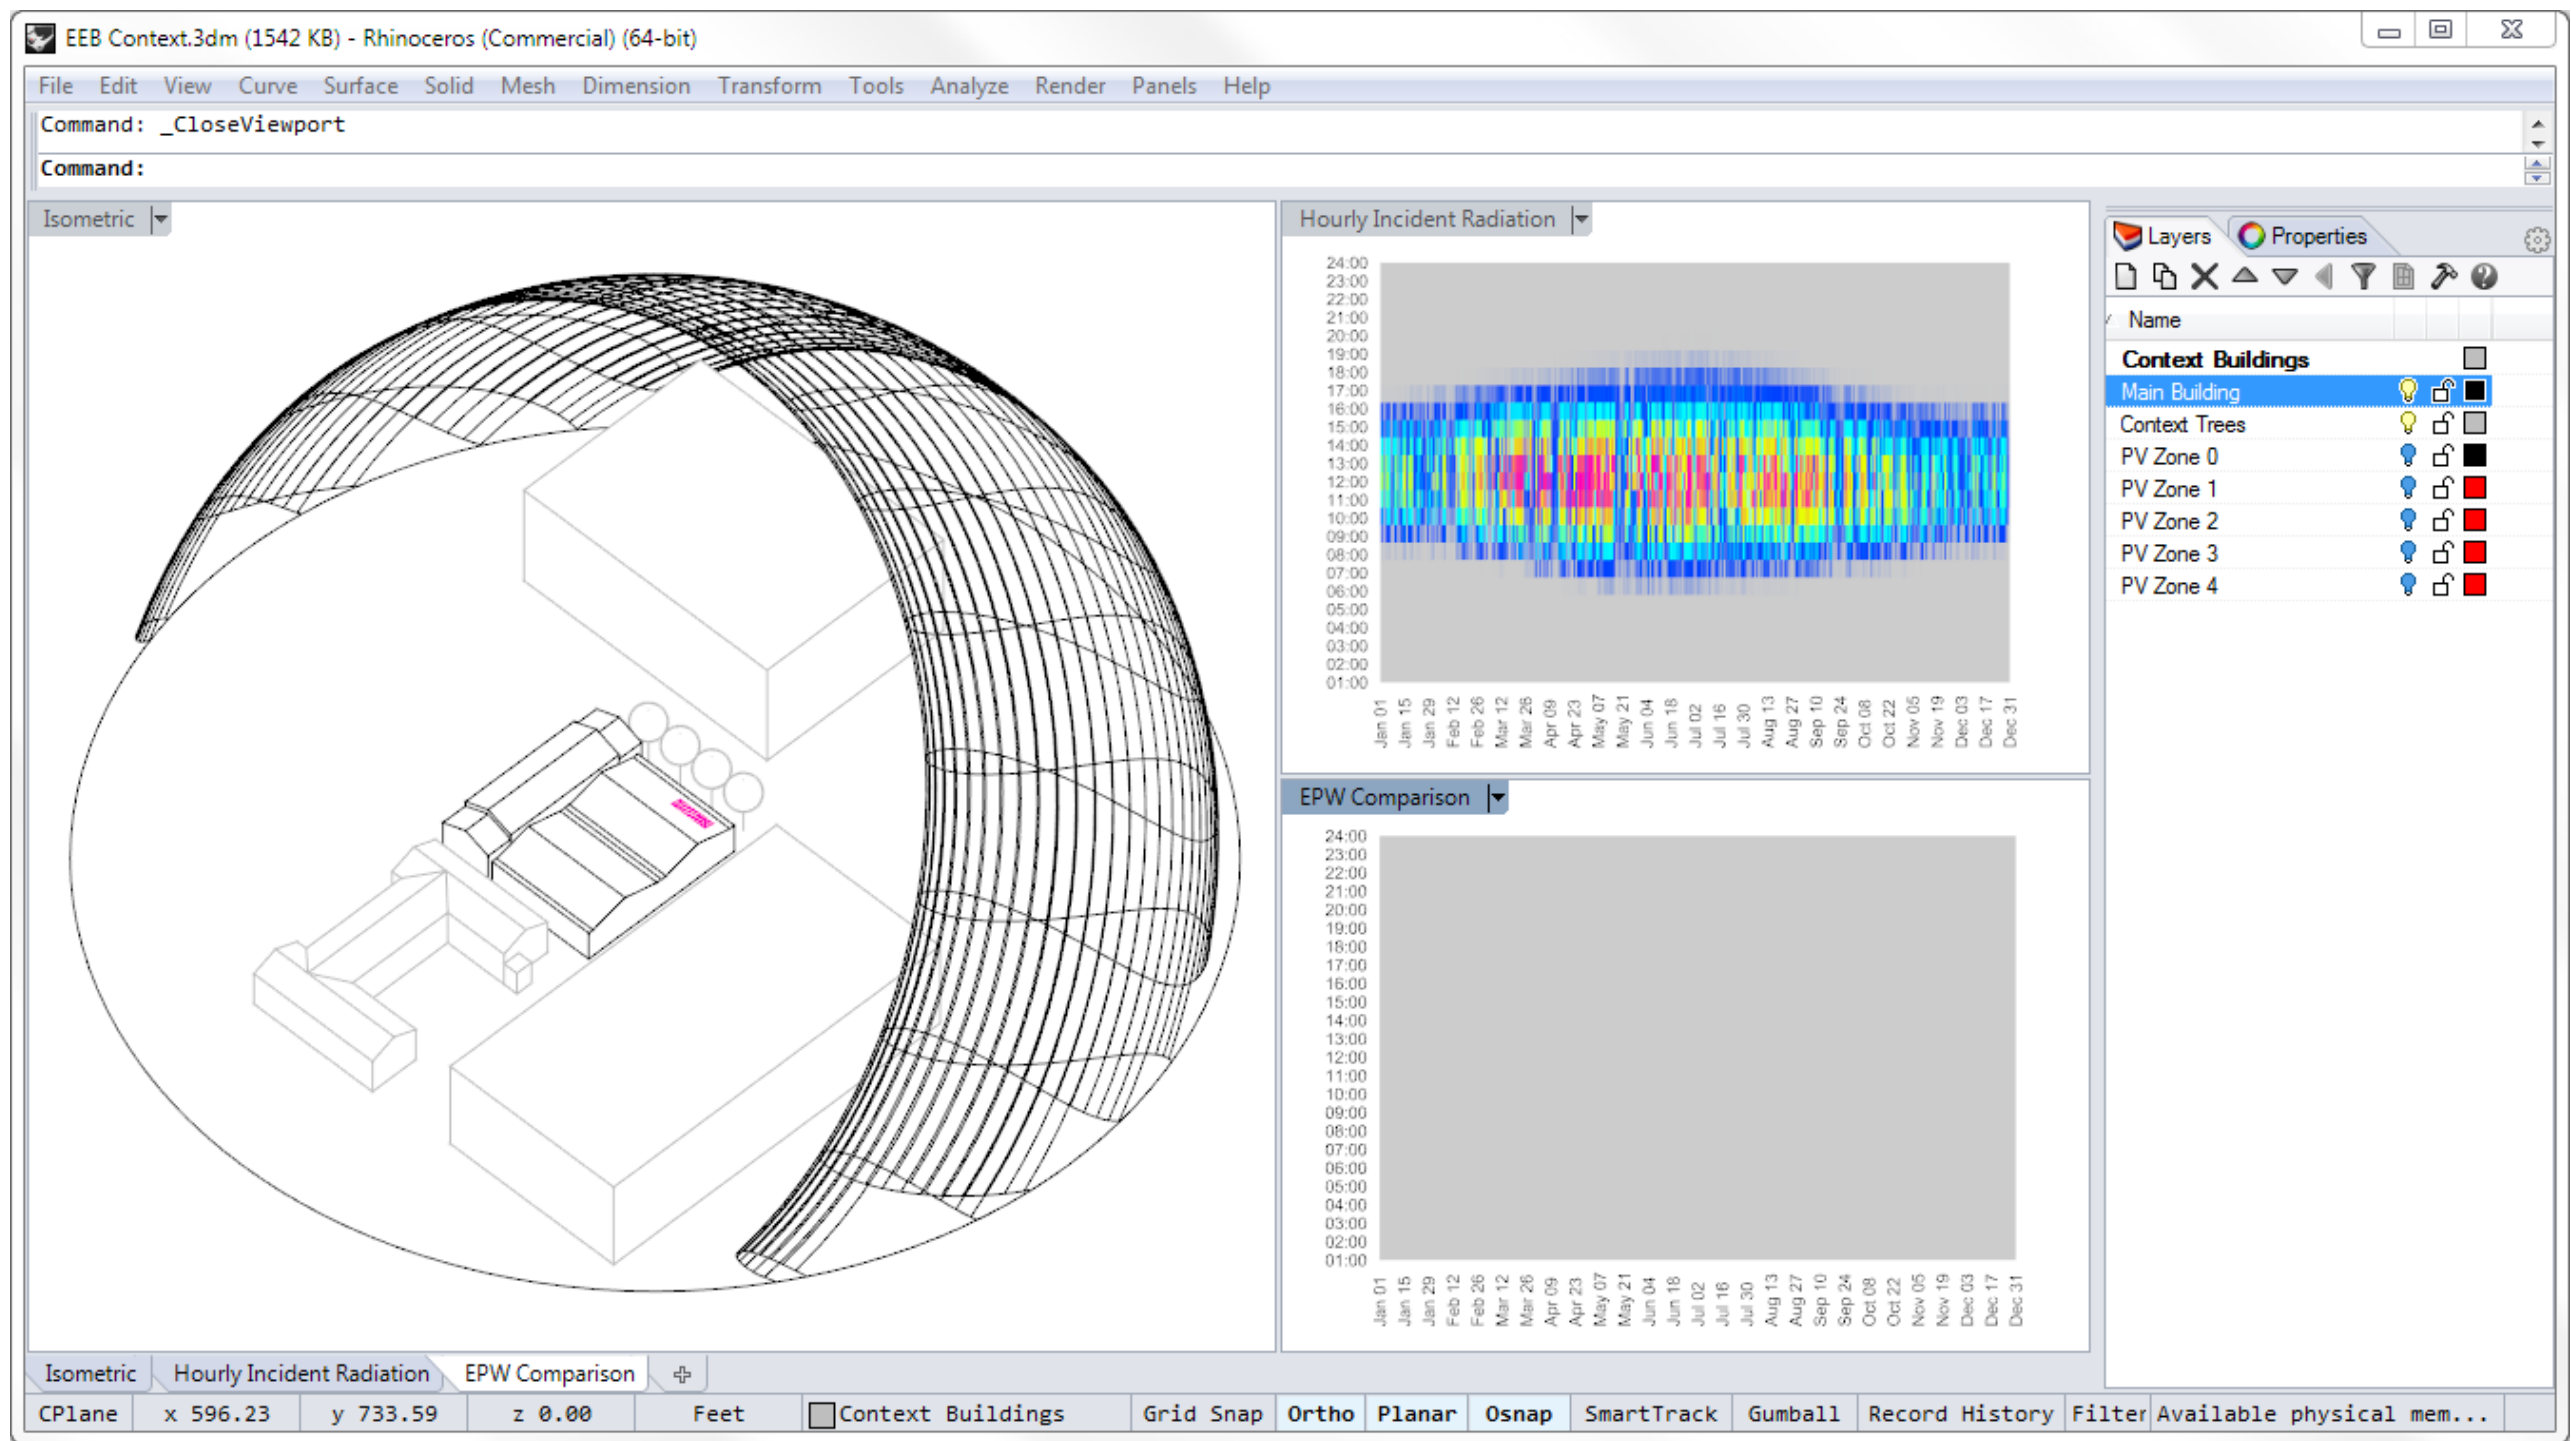 EEB Context.3dm (1542 KB) - Rhinoceros (Commercial) (64-bit)
File Edit View Curve Surface Solid Mesh Dimension Transform Tools Analyze Render Panels Help
Command: _CloseViewport
Command:
Isometric
Hourly Incident Radiation
24:00
23:00
22:00
21:00
20:00
19:00
18:00
17:00
16:00
15:00
14:00
13:00
12:00
11:00
10:00
09:00
08:00
07:00
06:00
05:00
04:00
03:00
02:00
01:00
Jan 01 Jan 15 Jan 29 Feb 12 Feb 26 Mar 12 Mar 26 Apr 09 Apr 23 May 07 May 21 Jun 04 Jun 18 Jul 02 Jul 16 Jul 30 Aug 13 Aug 27 Sep 10 Sep 24 Oct 08 Oct 22 Nov 05 Nov 19 Dec 03 Dec 17 Dec 31
EPW Comparison
24:00
23:00
22:00
21:00
20:00
19:00
18:00
17:00
16:00
15:00
14:00
13:00
12:00
11:00
10:00
09:00
08:00
07:00
06:00
05:00
04:00
03:00
02:00
01:00
Jan 01 Jan 15 Jan 29 Feb 12 Feb 26 Mar 12 Mar 26 Apr 09 Apr 23 May 07 May 21 Jun 04 Jun 18 Jul 02 Jul 16 Jul 30 Aug 13 Aug 27 Sep 10 Sep 24 Oct 08 Oct 22 Nov 05 Nov 19 Dec 03 Dec 17 Dec 31
Layers Properties
Name
Context Buildings
Main Building
Context Trees
PV Zone 0
PV Zone 1
PV Zone 2
PV Zone 3
PV Zone 4
Isometric Hourly Incident Radiation EPW Comparison
CPlane x 596.23 y 733.59 z 0.00 Feet Context Buildings Grid Snap Ortho Planar Osnap SmartTrack Gumball Record History Filter Available physical mem...